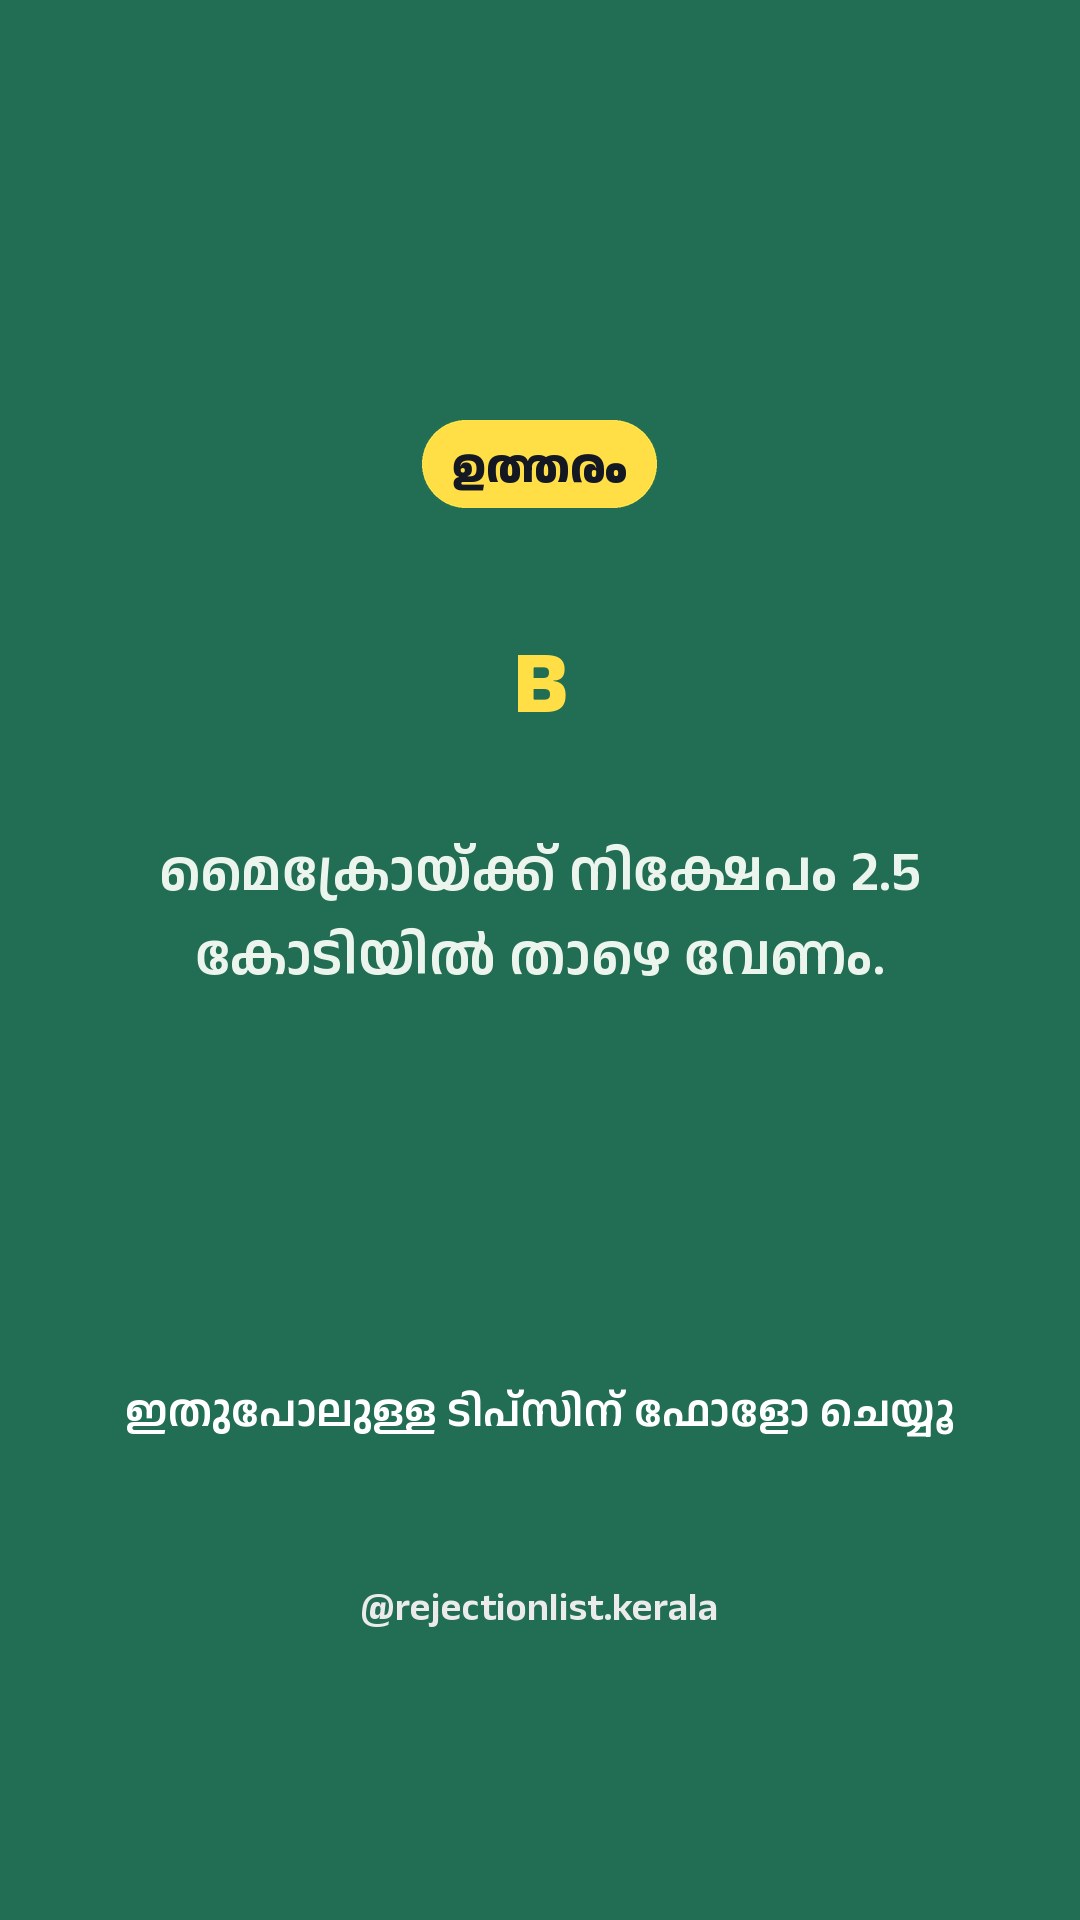 ഉത്തരം
B
മൈക്രോയ്ക്ക് നിക്ഷേപം 2.5
കോടിയിൽ താഴെ വേണം.
ഇതുപോലുള്ള ടിപ്സിന് ഫോളോ ചെയ്യൂ
@rejectionlist.kerala